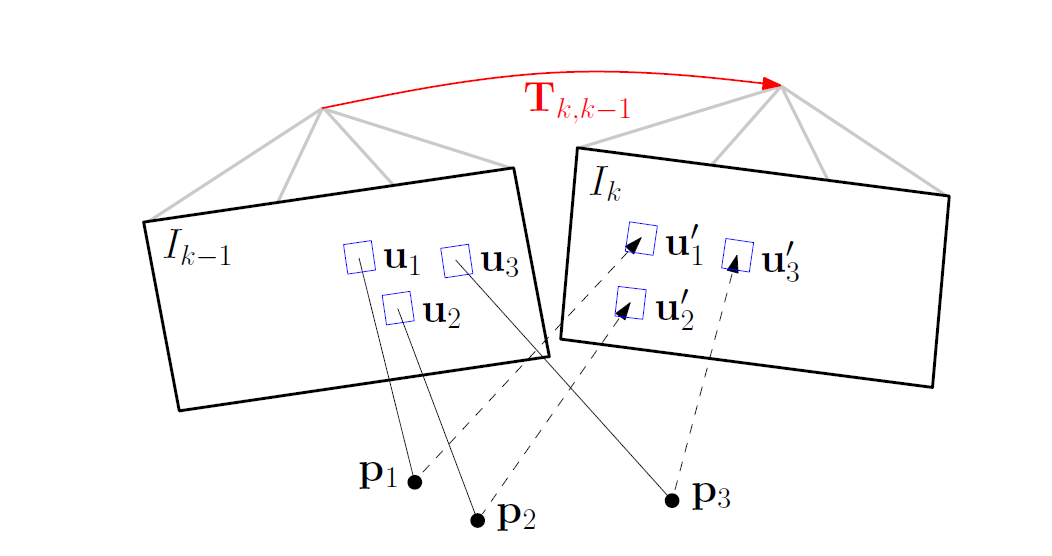 T_{k,k−1}
I_k
I_{k−1}
u_1
u_3
u_2
u′_1
u′_3
u′_2
p_1
p_2
p_3